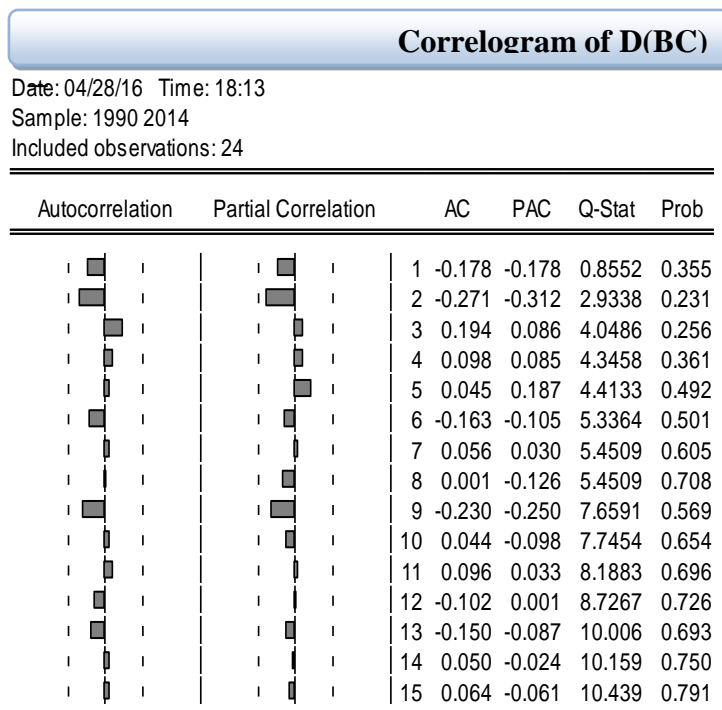 Correlogram of D(BC)
Date: 04/28/16 Time: 18:13
Sample: 1990 2014
Included observations: 24
Autocorrelation Partial Correlation AC PAC Q-Stat Prob
1 -0.178 -0.178 0.8552 0.355
2 -0.271 -0.312 2.9338 0.231
3 0.194 0.086 4.0486 0.256
4 0.098 0.085 4.3458 0.361
5 0.045 0.187 4.4133 0.492
6 -0.163 -0.105 5.3364 0.501
7 0.056 0.030 5.4509 0.605
8 0.001 -0.126 5.4509 0.708
9 -0.230 -0.250 7.6591 0.569
10 0.044 -0.098 7.7454 0.654
11 0.096 0.033 8.1883 0.696
12 -0.102 0.001 8.7267 0.726
13 -0.150 -0.087 10.006 0.693
14 0.050 -0.024 10.159 0.750
15 0.064 -0.061 10.439 0.791